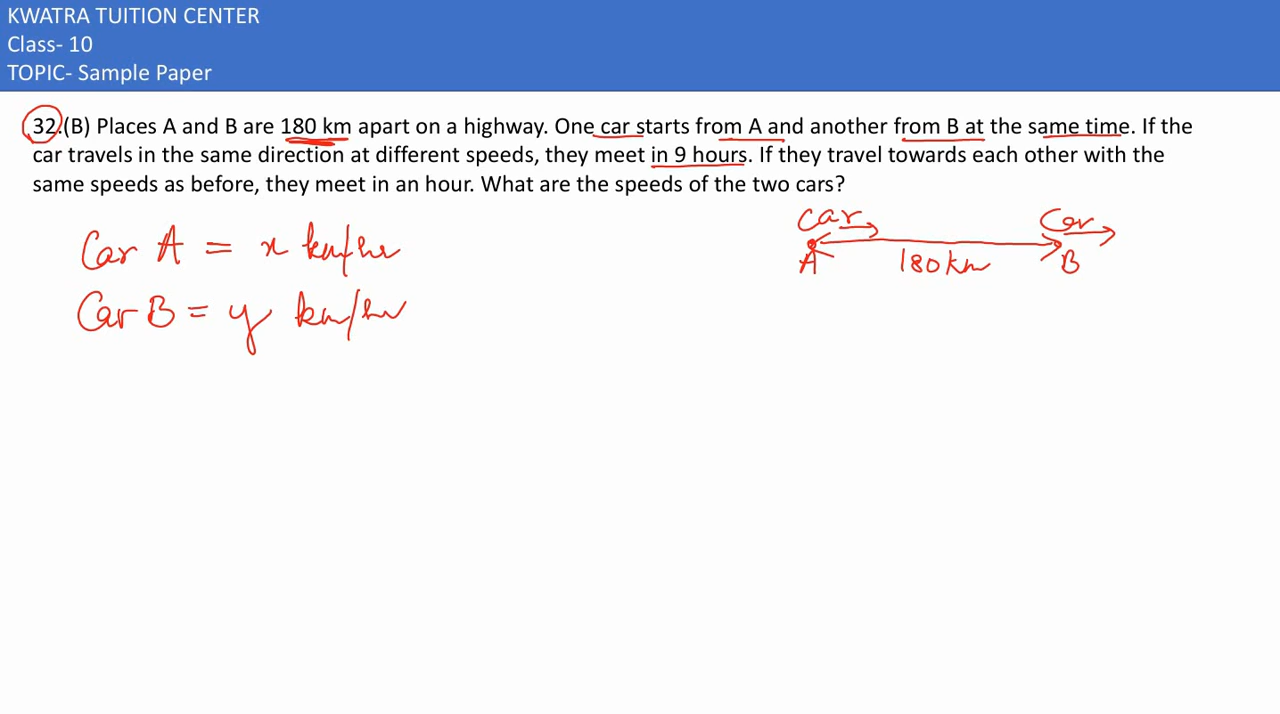 KWATRA TUITION CENTER
Class- 10
TOPIC- Sample Paper
32.(B) Places A and B are 180 km apart on a highway. One car starts from A and another from B at the same time. If the
car travels in the same direction at different speeds, they meet in 9 hours. If they travel towards each other with the
same speeds as before, they meet in an hour. What are the speeds of the two cars?
Car Car
A 180 km B
Car A = x km/hr
Car B = y km/hr